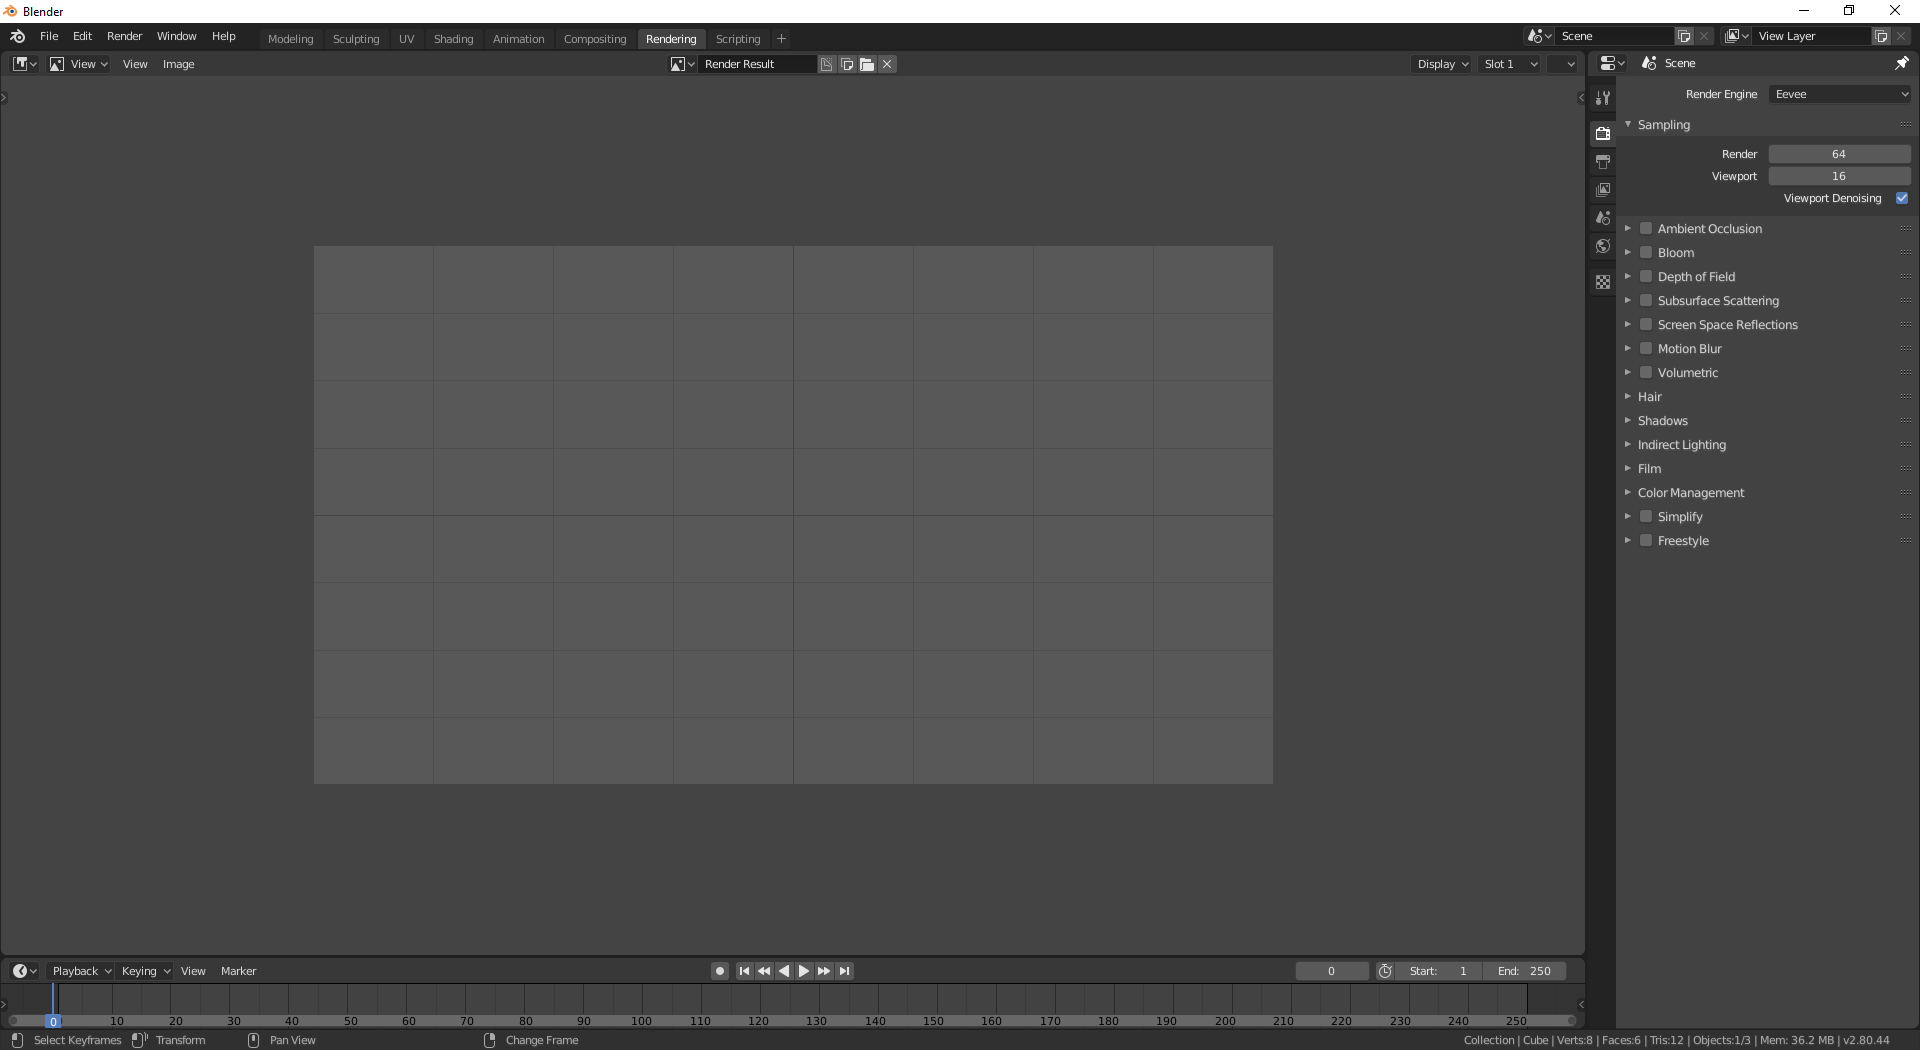 Blender
File Edit Render Window Help Modeling Sculpting UV Shading Animation Compositing Rendering Scripting + Scene View Layer
View View Image Render Result Display Slot 1 Scene
Render Engine Eevee
Sampling
Render 64
Viewport 16
Viewport Denoising
Ambient Occlusion
Bloom
Depth of Field
Subsurface Scattering
Screen Space Reflections
Motion Blur
Volumetric
Hair
Shadows
Indirect Lighting
Film
Color Management
Simplify
Freestyle
Playback Keying View Marker 0 Start: 1 End: 250
0 10 20 30 40 50 60 70 80 90 100 110 120 130 140 150 160 170 180 190 200 210 220 230 240 250
Select Keyframes Transform Pan View Change Frame Collection | Cube | Verts:8 | Faces:6 | Tris:12 | Objects:1/3 | Mem: 36.2 MB | v2.80.44